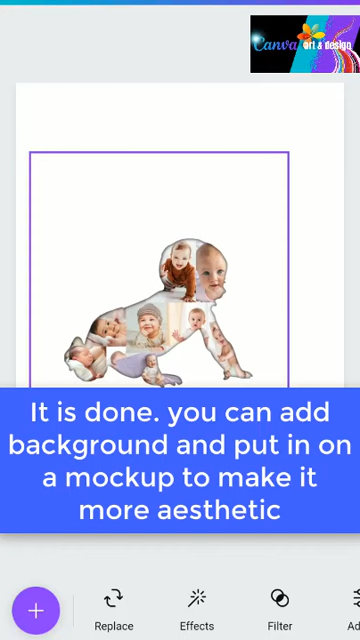 Canva art & design
It is done. you can add
background and put in on
a mockup to make it
more aesthetic
Replace
Effects
Filter
Ad